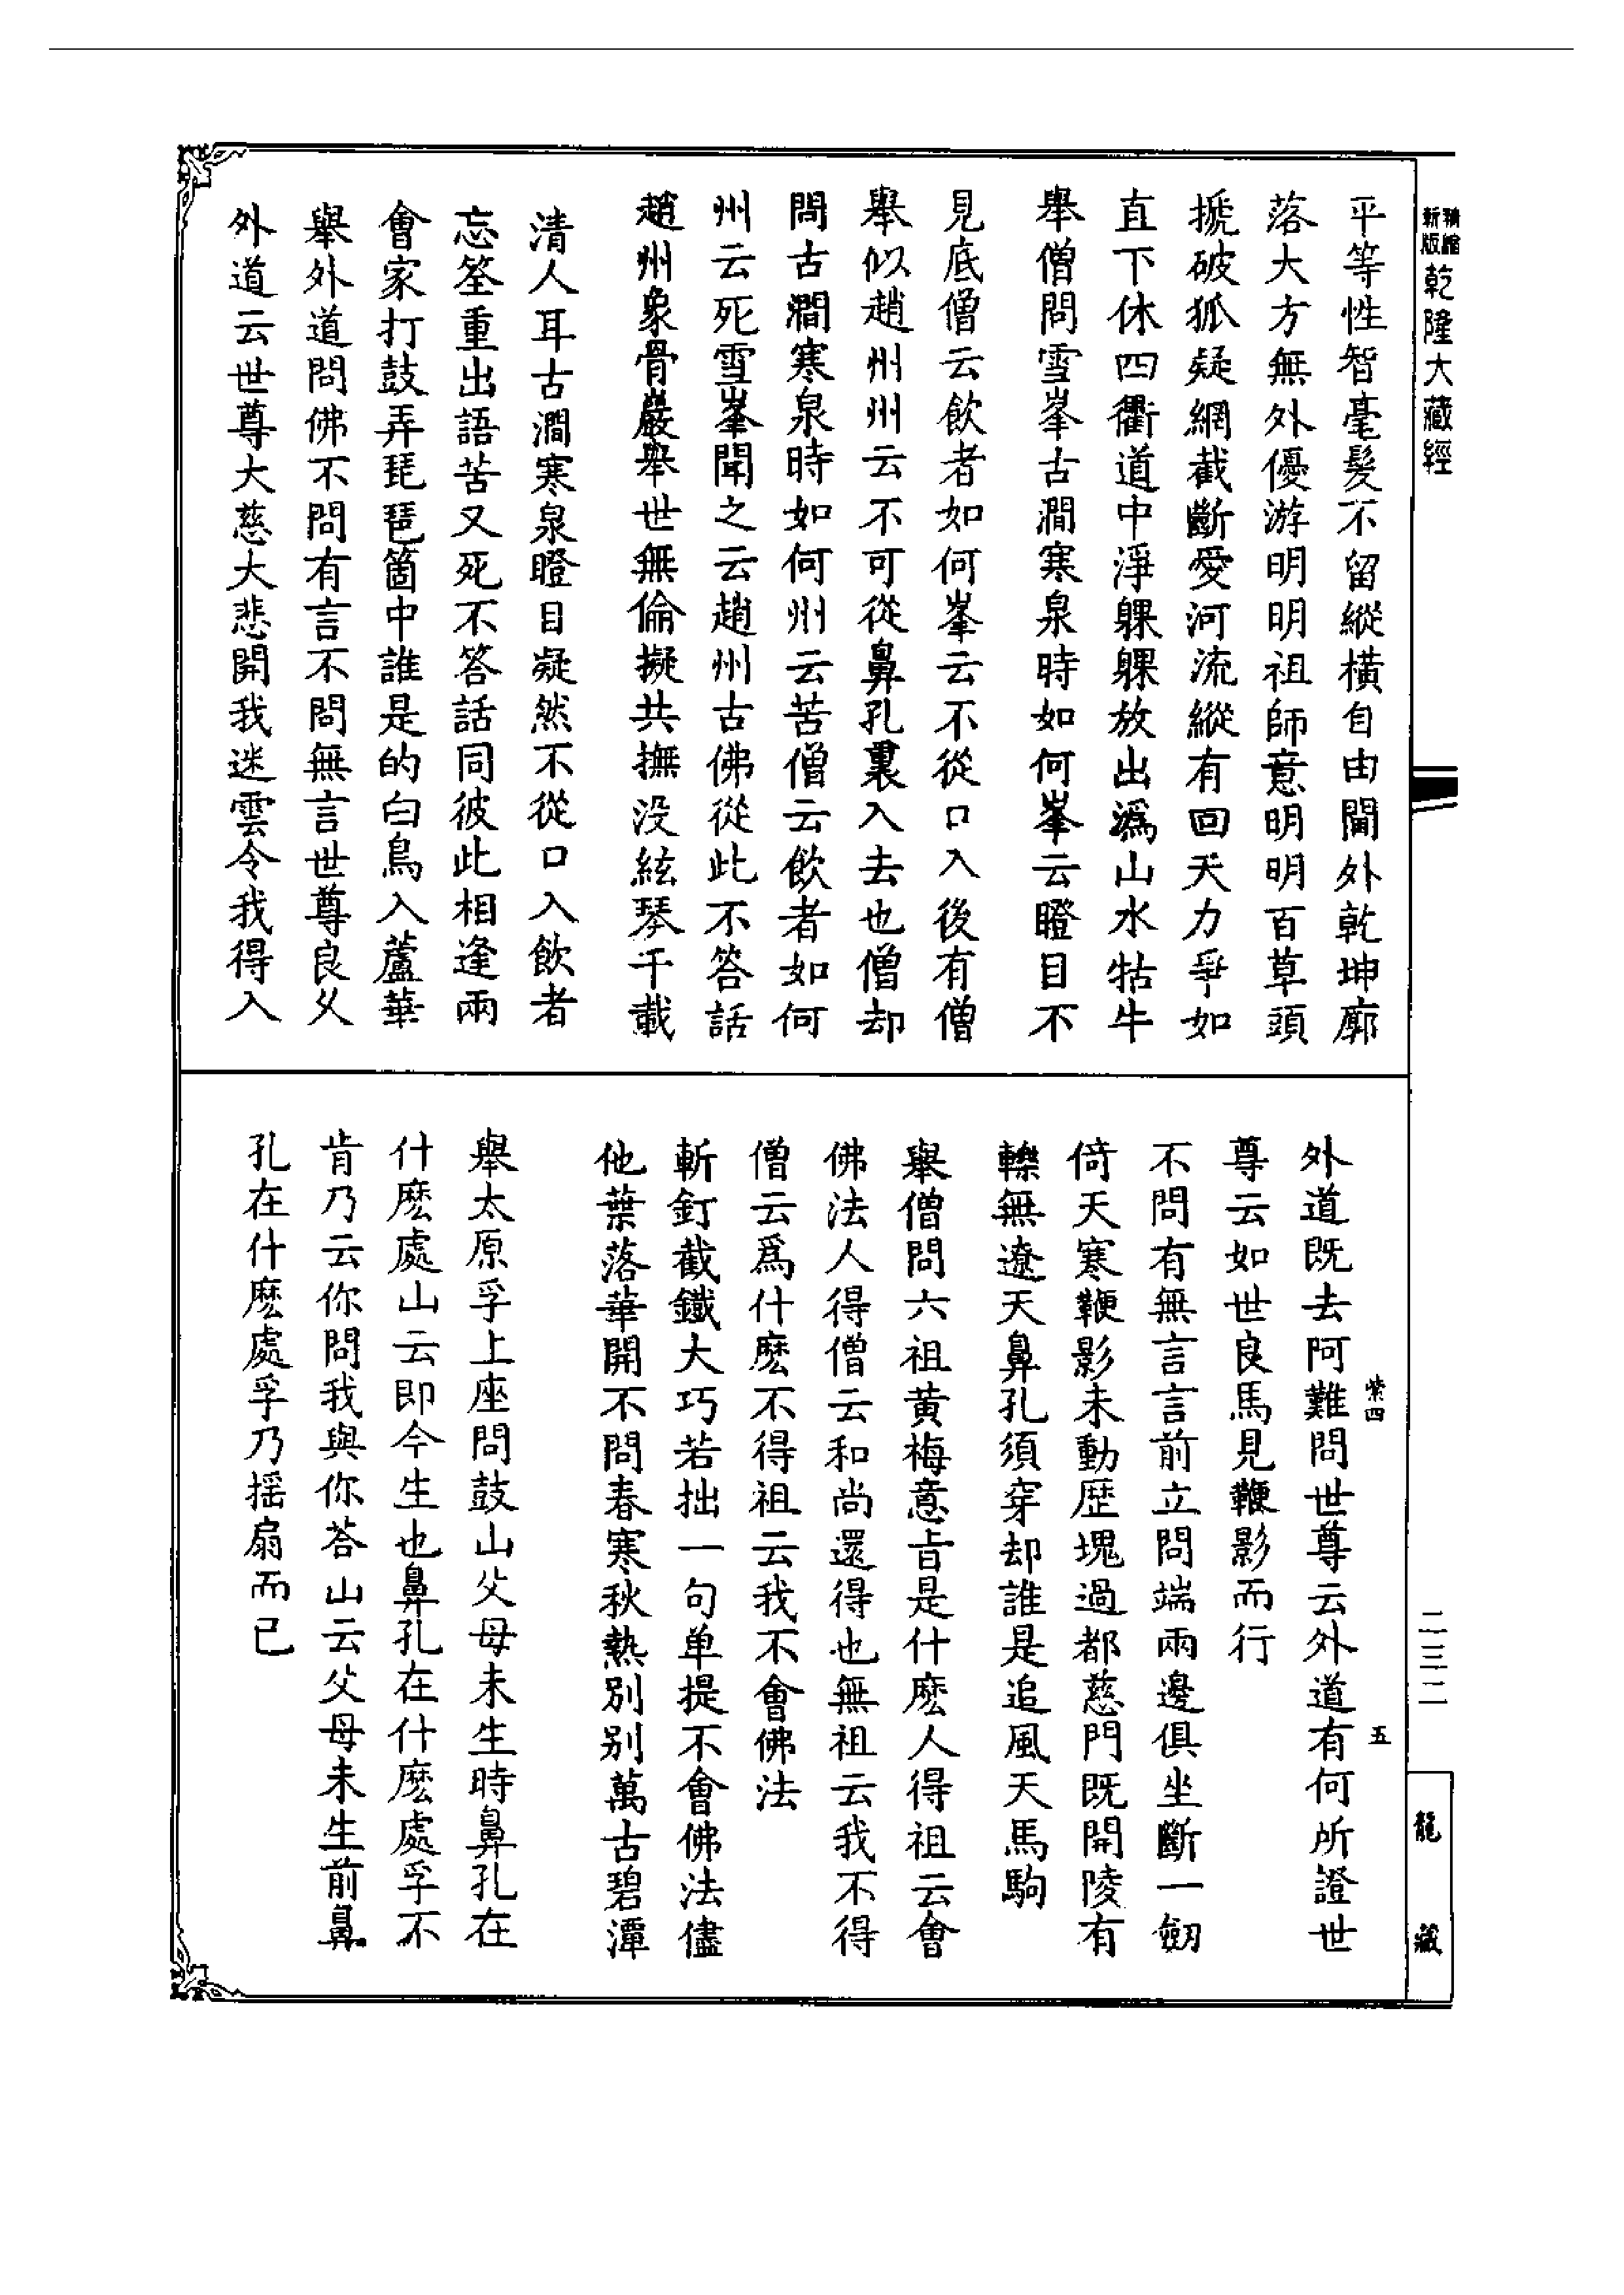 精縮新版乾隆大藏經
平等性智毫髮不留縱橫自由閫外乾坤廓
落大方無外優游明明祖師意明明百草頭
摝破狐疑網截斷愛河流縱有回天力爭如
直下休四衢道中淨躶躶放出溈山水牯牛
舉僧問雪峯古澗寒泉時如何峯云瞪目不
見底僧云飲者如何峯云不從口入後有僧
舉似趙州州云不可從鼻孔裏入去也僧却
問古澗寒泉時如何州云苦僧云飲者如何
州云死雪峯聞之云趙州古佛從此不答話
趙州象骨巖舉世無倫擬共撫没絃琴千載
清人耳古澗寒泉瞪目凝然不從口入飲者
忘筌重出語苦又死不答話同彼此相逢兩
會家打鼓弄琵琶箇中誰是的白鳥入蘆華
舉外道問佛不問有言不問無言世尊良久
外道云世尊大慈大悲開我迷雲令我得入
外道既去阿難問世尊云外道有何所證世
尊云如世良馬見鞭影而行
不問有無言言前立問端兩邊俱坐斷一劒
倚天寒鞭影未動歷塊過都慈門既開陵有
轢無遼天鼻孔須穿却誰是追風天馬駒
舉僧問六祖黄梅意旨是什麽人得祖云會
佛法人得僧云和尚還得也無祖云我不得
僧云爲什麽不得祖云我不會佛法
斬釘截鐵大巧若拙一句单提不會佛法儘
他葉落華開不問春寒秋熱別别萬古碧潭
舉太原孚上座問鼓山父母未生時鼻孔在
什麽處山云即今生也鼻孔在什麽處孚不
肯乃云你問我與你荅山云父母未生前鼻
孔在什麽處孚乃摇扇而已
紫四
五
二三二
龍藏